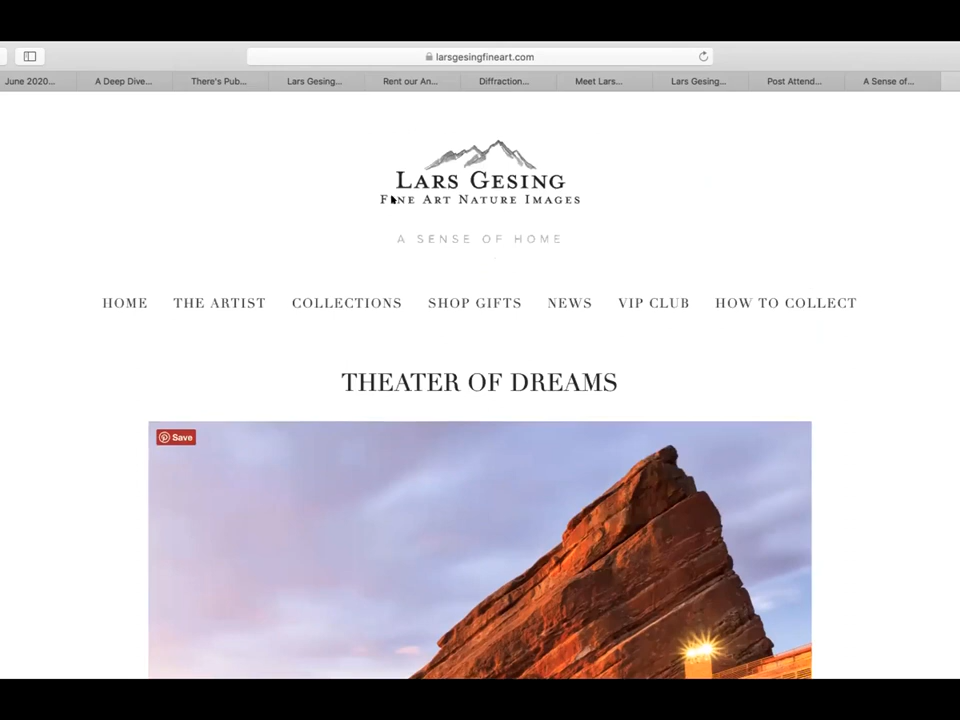 larsgesingfineart.com
June 2020... A Deep Dive... There's Pub... Lars Gesing... Rent our An... Diffraction... Meet Lars... Lars Gesing... Post Attend... A Sense of...
LARS GESING
FINE ART NATURE IMAGES
A SENSE OF HOME
HOME THE ARTIST COLLECTIONS SHOP GIFTS NEWS VIP CLUB HOW TO COLLECT
THEATER OF DREAMS
Save